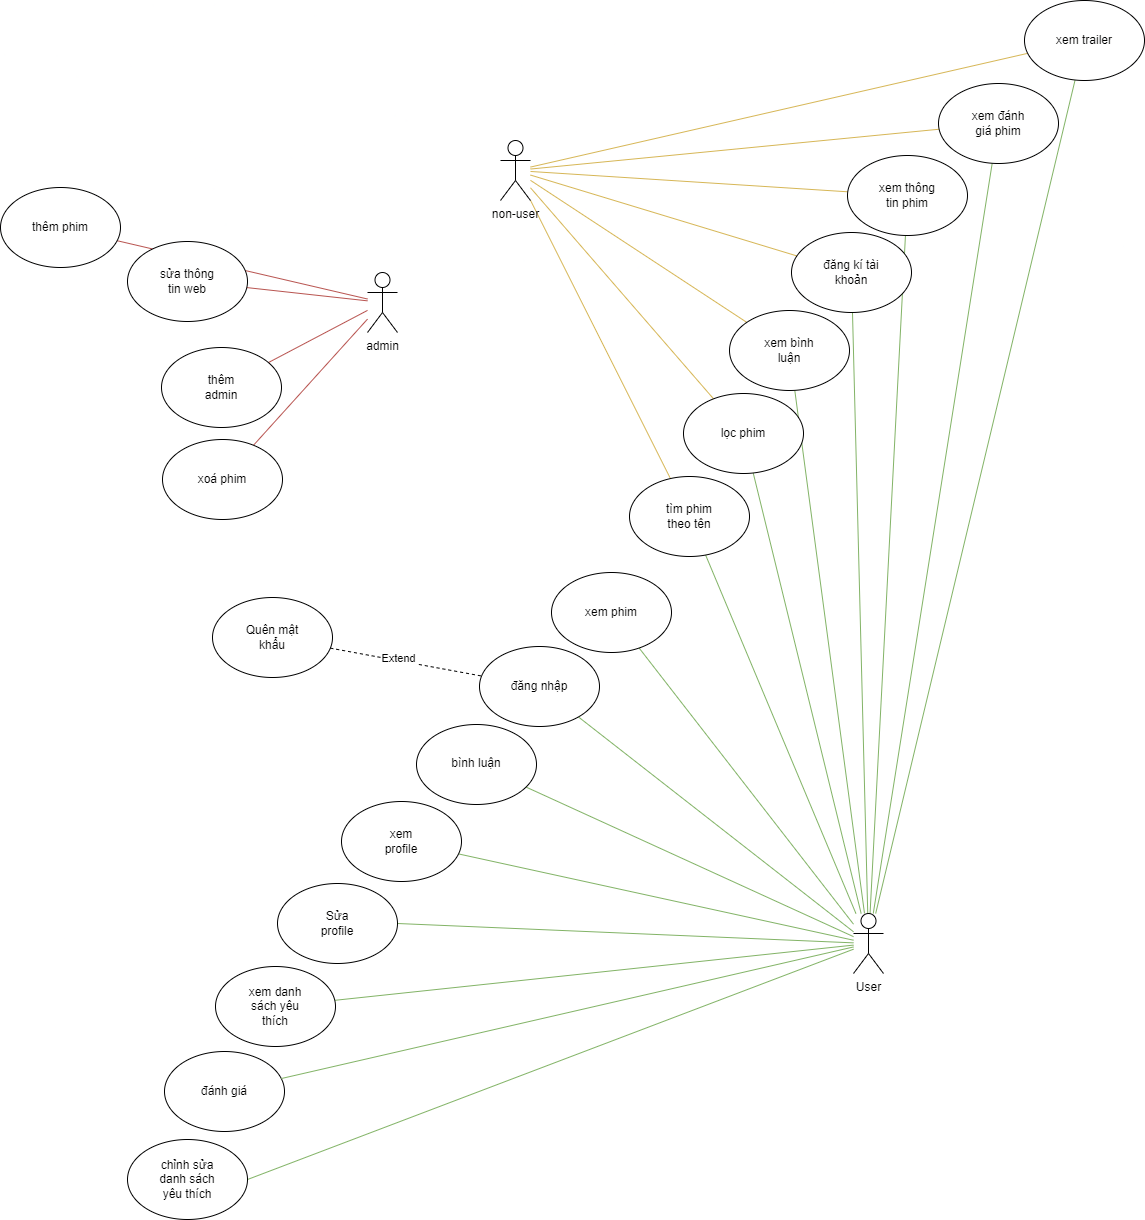 xem trailer
xem đánh
giá phim
xem thông
tin phim
non-user
thêm phim
đăng kí tài
khoản
sửa thông
tin web
admin
xem bình
luận
thêm
admin
lọc phim
xoá phim
tìm phim
theo tên
xem phim
Quên mật
khẩu
Extend
đăng nhập
bình luận
xem
profile
Sửa
profile
User
xem danh
sách yêu
thích
đánh giá
chỉnh sửa
danh sách
yêu thích